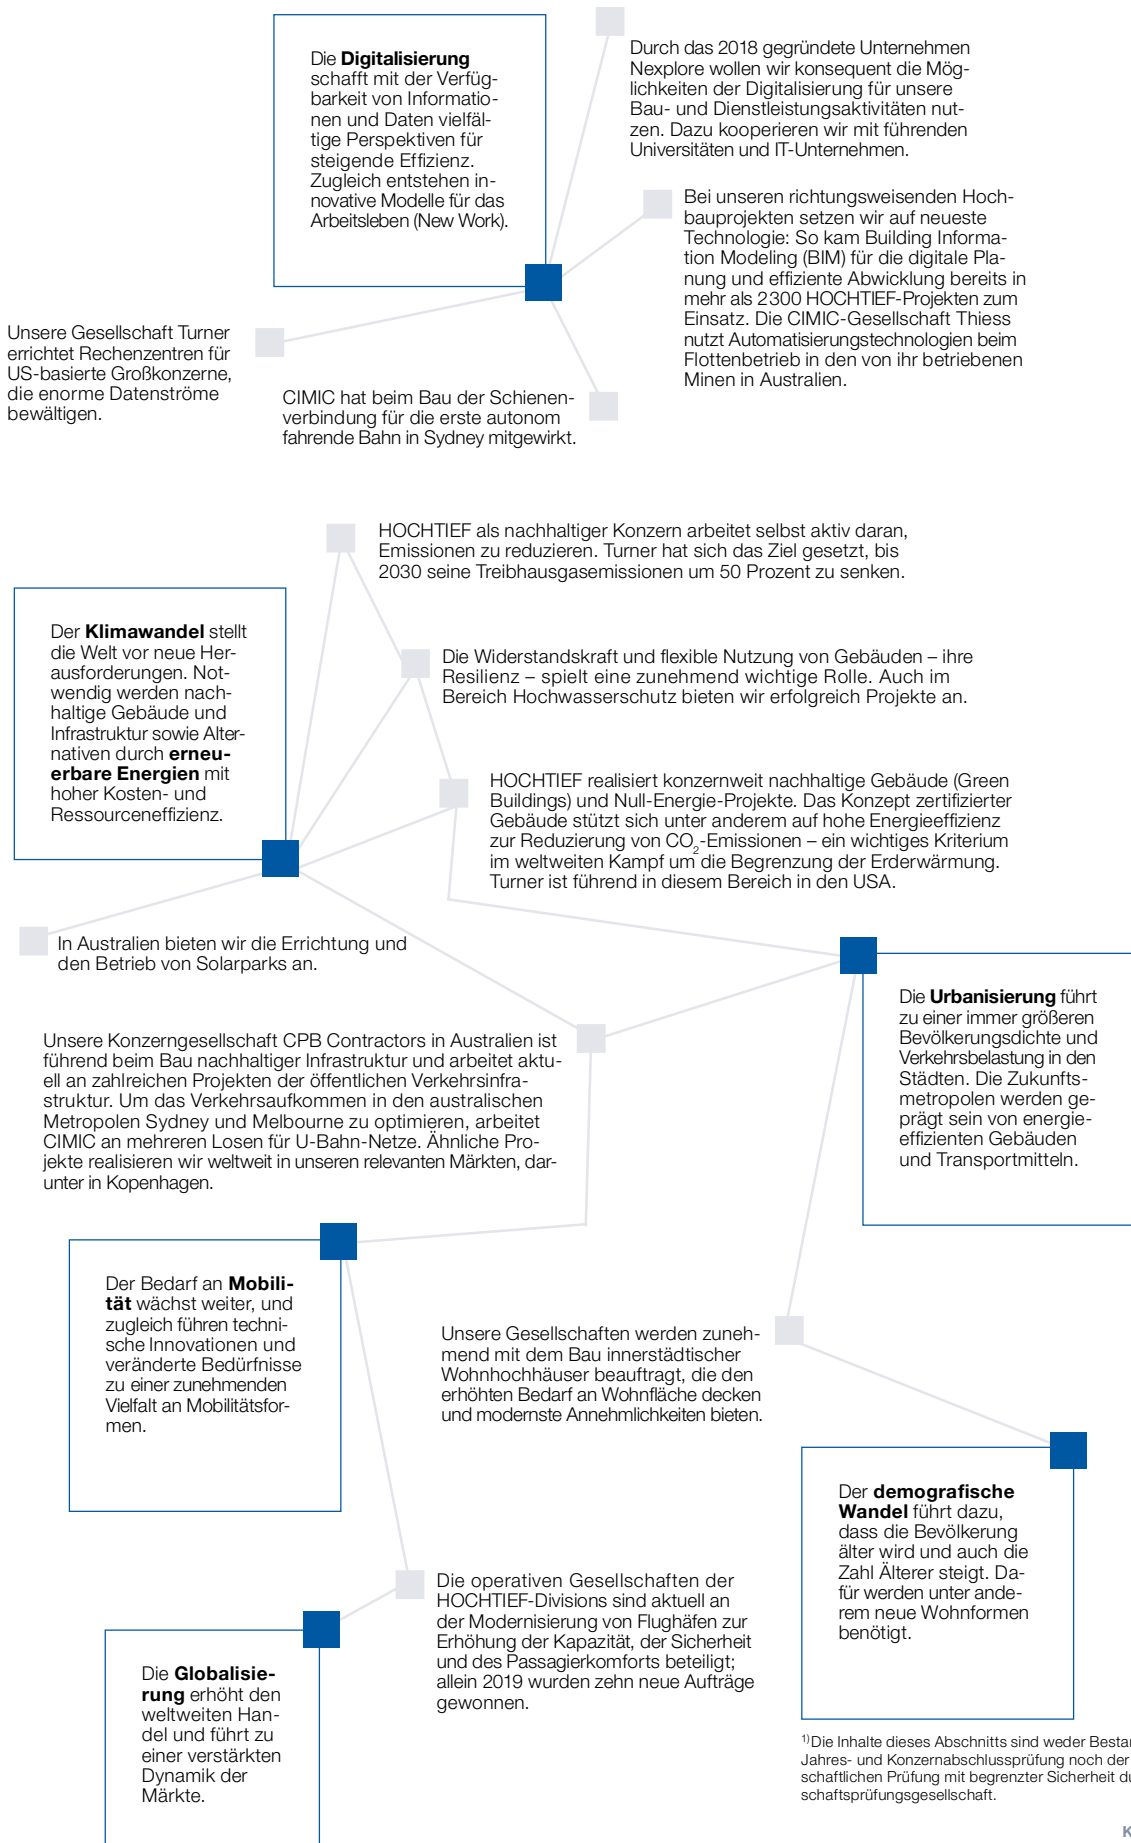 Die Digitalisierung
schafft mit der Verfüg-
barkeit von Informatio-
nen und Daten vielfäl-
tige Perspektiven für
steigende Effizienz.
Zugleich entstehen in-
novative Modelle für das
Arbeitsleben (New Work).
Durch das 2018 gegründete Unternehmen
Nexplore wollen wir konsequent die Mög-
lichkeiten der Digitalisierung für unsere
Bau- und Dienstleistungsaktivitäten nut-
zen. Dazu kooperieren wir mit führenden
Universitäten und IT-Unternehmen.
Bei unseren richtungsweisenden Hoch-
bauprojekten setzen wir auf neueste
Technologie: So kam Building Informa-
tion Modeling (BIM) für die digitale Pla-
nung und effiziente Abwicklung bereits in
mehr als 2300 HOCHTIEF-Projekten zum
Einsatz. Die CIMIC-Gesellschaft Thiess
nutzt Automatisierungstechnologien beim
Flottenbetrieb in den von ihr betriebenen
Minen in Australien.
Unsere Gesellschaft Turner
errichtet Rechenzentren für
US-basierte Großkonzerne,
die enorme Datenströme
bewältigen.
CIMIC hat beim Bau der Schienen-
verbindung für die erste autonom
fahrende Bahn in Sydney mitgewirkt.
HOCHTIEF als nachhaltiger Konzern arbeitet selbst aktiv daran,
Emissionen zu reduzieren. Turner hat sich das Ziel gesetzt, bis
2030 seine Treibhausgasemissionen um 50 Prozent zu senken.
Der Klimawandel stellt
die Welt vor neue Her-
ausforderungen. Not-
wendig werden nach-
haltige Gebäude und
Infrastruktur sowie Alter-
nativen durch erneu-
erbare Energien mit
hoher Kosten- und
Ressourceneffizienz.
Die Widerstandskraft und flexible Nutzung von Gebäuden – ihre
Resilienz – spielt eine zunehmend wichtige Rolle. Auch im
Bereich Hochwasserschutz bieten wir erfolgreich Projekte an.
HOCHTIEF realisiert konzernweit nachhaltige Gebäude (Green
Buildings) und Null-Energie-Projekte. Das Konzept zertifizierter
Gebäude stützt sich unter anderem auf hohe Energieeffizienz
zur Reduzierung von CO₂-Emissionen – ein wichtiges Kriterium
im weltweiten Kampf um die Begrenzung der Erderwärmung.
Turner ist führend in diesem Bereich in den USA.
In Australien bieten wir die Errichtung und
den Betrieb von Solarparks an.
Die Urbanisierung führt
zu einer immer größeren
Bevölkerungsdichte und
Verkehrsbelastung in den
Städten. Die Zukunfts-
metropolen werden ge-
prägt sein von energie-
effizienten Gebäuden
und Transportmitteln.
Unsere Konzerngesellschaft CPB Contractors in Australien ist
führend beim Bau nachhaltiger Infrastruktur und arbeitet aktu-
ell an zahlreichen Projekten der öffentlichen Verkehrsinfra-
struktur. Um das Verkehrsaufkommen in den australischen
Metropolen Sydney und Melbourne zu optimieren, arbeitet
CIMIC an mehreren Losen für U-Bahn-Netze. Ähnliche Pro-
jekte realisieren wir weltweit in unseren relevanten Märkten, dar-
unter in Kopenhagen.
Der Bedarf an Mobili-
tät wächst weiter, und
zugleich führen techni-
sche Innovationen und
veränderte Bedürfnisse
zu einer zunehmenden
Vielfalt an Mobilitätsfor-
men.
Unsere Gesellschaften werden zuneh-
mend mit dem Bau innerstädtischer
Wohnhochhäuser beauftragt, die den
erhöhten Bedarf an Wohnfläche decken
und modernste Annehmlichkeiten bieten.
Der demografische
Wandel führt dazu,
dass die Bevölkerung
älter wird und auch die
Zahl Älterer steigt. Da-
für werden unter ande-
rem neue Wohnformen
benötigt.
Die operativen Gesellschaften der
HOCHTIEF-Divisions sind aktuell an
der Modernisierung von Flughäfen zur
Erhöhung der Kapazität, der Sicherheit
und des Passagierkomforts beteiligt;
allein 2019 wurden zehn neue Aufträge
gewonnen.
Die Globalisie-
rung erhöht den
weltweiten Han-
del und führt zu
einer verstärkten
Dynamik der
Märkte.
¹⁾Die Inhalte dieses Abschnitts sind weder
Jahres- und Konzernabschlussprüfung noch der
schaftlichen Prüfung mit begrenzter Sicherheit
schaftsprüfungsgesellschaft.